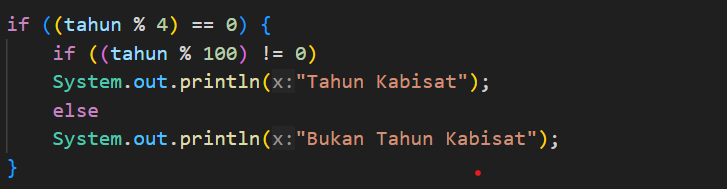 if ((tahun % 4) == 0) {
if ((tahun % 100) != 0)
System.out.println(x:"Tahun Kabisat");
else
System.out.println(x:"Bukan Tahun Kabisat");
}